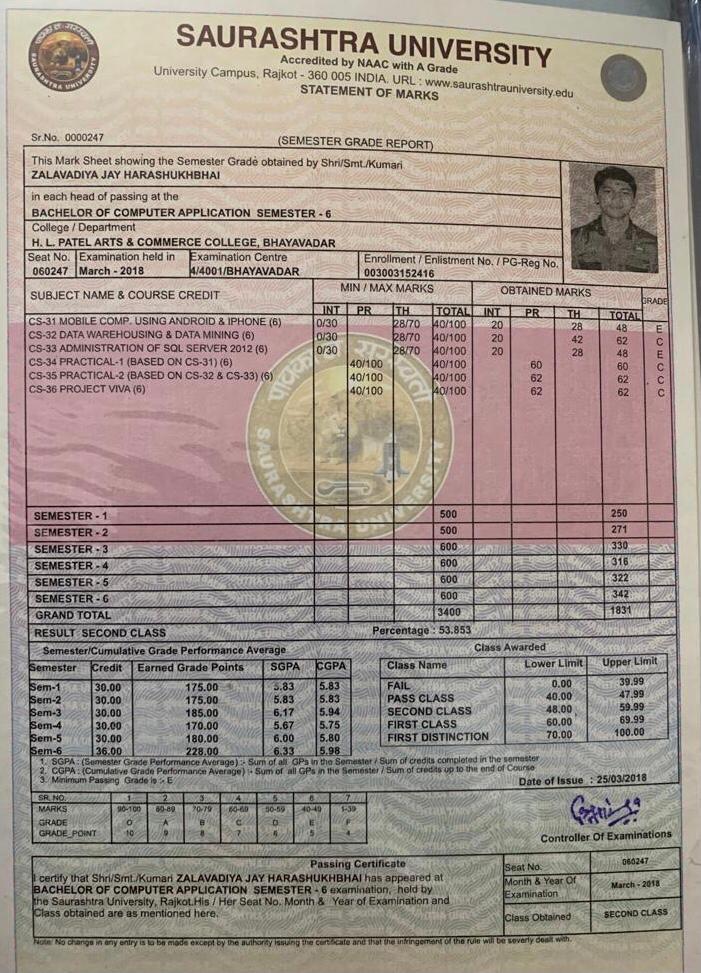 SAURASHTRA UNIVERSITY
Accredited by NAAC with A Grade
University Campus, Rajkot - 360 005 INDIA. URL : www.saurashtrauniversity.edu
STATEMENT OF MARKS
SAURASHTRA UNIVERSITY
Sr.No. 0000247
(SEMESTER GRADE REPORT)
This Mark Sheet showing the Semester Grade obtained by Shri/Smt./Kumari
ZALAVADIYA JAY HARASHUKHBHAI
in each head of passing at the
BACHELOR OF COMPUTER APPLICATION SEMESTER - 6
College / Department
H. L. PATEL ARTS & COMMERCE COLLEGE, BHAYAVADAR
Seat No. Examination held in Examination Centre Enrollment / Enlistment No. / PG-Reg No.
060247 March - 2018 4/4001/BHAYAVADAR 003003152416
SUBJECT NAME & COURSE CREDIT MIN / MAX MARKS OBTAINED MARKS GRADE
INT PR TH TOTAL INT PR TH TOTAL
CS-31 MOBILE COMP. USING ANDROID & IPHONE (6) 0/30 28/70 40/100 20 28 48 E
CS-32 DATA WAREHOUSING & DATA MINING (6) 0/30 28/70 40/100 20 42 62 C
CS-33 ADMINISTRATION OF SQL SERVER 2012 (6) 0/30 28/70 40/100 20 28 48 E
CS-34 PRACTICAL-1 (BASED ON CS-31) (6) 40/100 40/100 60 60 C
CS-35 PRACTICAL-2 (BASED ON CS-32 & CS-33) (6) 40/100 40/100 62 62 C
CS-36 PROJECT VIVA (6) 40/100 40/100 62 62 C
SAURASHTRA UNIVERSITY
SEMESTER - 1 500 250
SEMESTER - 2 500 271
SEMESTER - 3 600 330
SEMESTER - 4 600 316
SEMESTER - 5 600 322
SEMESTER - 6 600 342
GRAND TOTAL 3400 1831
RESULT SECOND CLASS Percentage : 53.853
Semester/Cumulative Grade Performance Average
Semester Credit Earned Grade Points SGPA CGPA
Sem-1 30.00 175.00 5.83 5.83
Sem-2 30.00 175.00 5.83 5.83
Sem-3 30.00 185.00 6.17 5.94
Sem-4 30.00 170.00 5.67 5.75
Sem-5 30.00 180.00 6.00 5.80
Sem-6 36.00 228.00 6.33 5.98
Class Awarded
Class Name Lower Limit Upper Limit
FAIL 0.00 39.99
PASS CLASS 40.00 47.99
SECOND CLASS 48.00 59.99
FIRST CLASS 60.00 69.99
FIRST DISTINCTION 70.00 100.00
1. SGPA : (Semester Grade Performance Average) :- Sum of all GPs in the Semester / Sum of credits completed in the semester
2. CGPA : (Cumulative Grade Performance Average) :- Sum of all GPs in the Semester / Sum of credits up to the end of Course
3. Minimum Passing Grade is :- E
Date of Issue : 25/03/2018
SR. NO. 2 3 4 5 6 7
MARKS 90-100 80-89 70-79 60-69 50-59 40-49 1-39
GRADE O A B C D E F
GRADE_POINT 10 9 8 7 6 5 4
Controller Of Examinations
Passing Certificate
I certify that Shri/Smt./Kumari ZALAVADIYA JAY HARASHUKHBHAI has appeared at
BACHELOR OF COMPUTER APPLICATION SEMESTER - 6 examination, held by
the Saurashtra University, Rajkot.His / Her Seat No. Month & Year of Examination and
Class obtained are as mentioned here.
Seat No. 060247
Month & Year Of Examination March - 2018
Class Obtained SECOND CLASS
Note: No change in any entry is to be made except by the authority issuing the certificate and that the infringement of the rule will be severly dealt with.